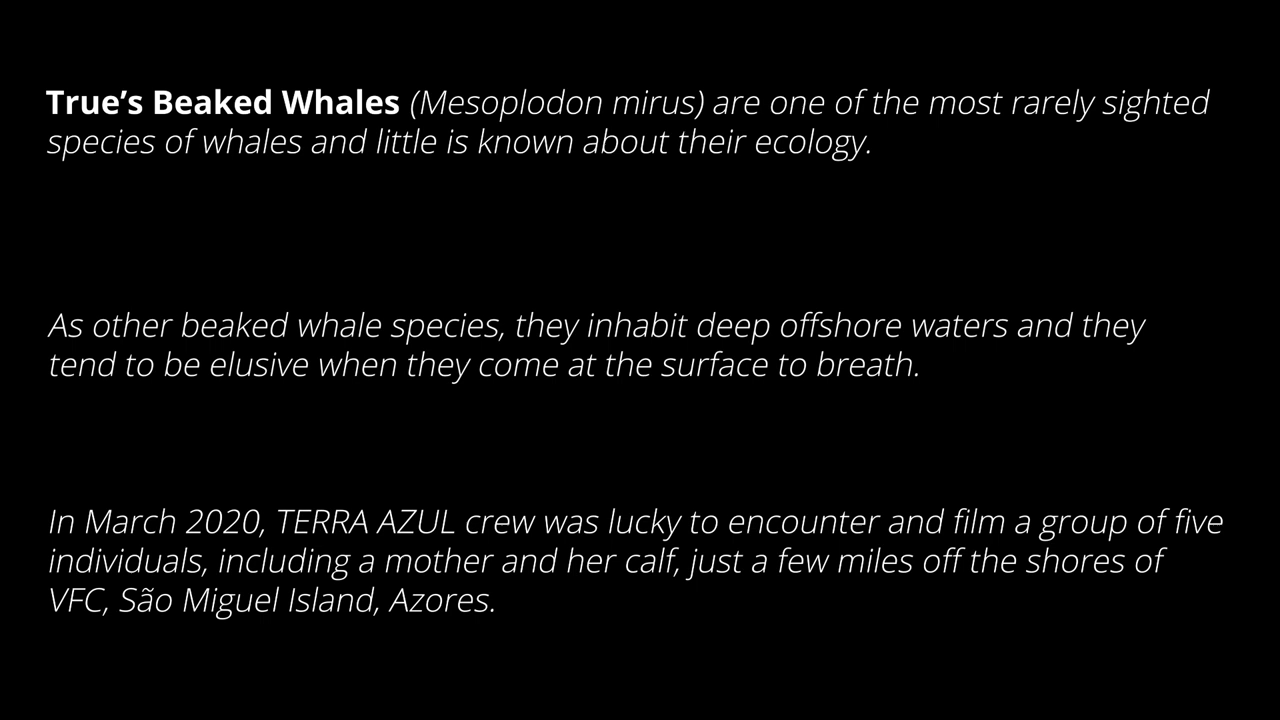 True’s Beaked Whales (Mesoplodon mirus) are one of the most rarely sighted
species of whales and little is known about their ecology.
As other beaked whale species, they inhabit deep offshore waters and they
tend to be elusive when they come at the surface to breath.
In March 2020, TERRA AZUL crew was lucky to encounter and film a group of five
individuals, including a mother and her calf, just a few miles off the shores of
VFC, São Miguel Island, Azores.